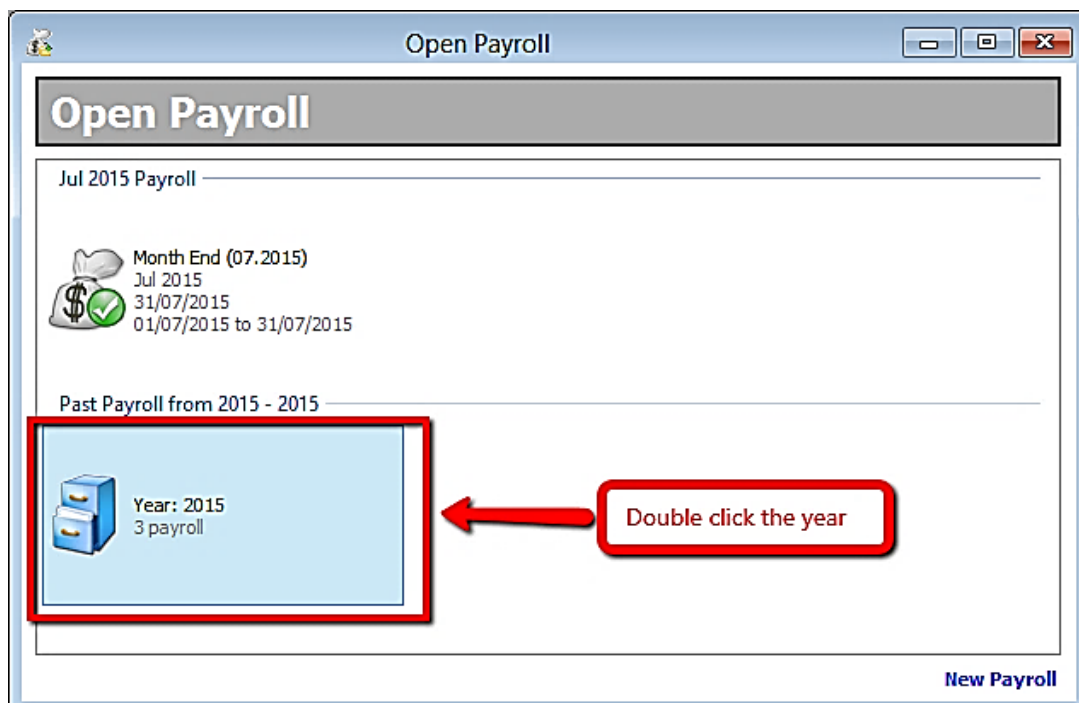 Open Payroll
Open Payroll
Jul 2015 Payroll
Month End (07.2015)
Jul 2015
31/07/2015
01/07/2015 to 31/07/2015
Past Payroll from 2015 - 2015
Year: 2015
3 payroll
Double click the year
New Payroll